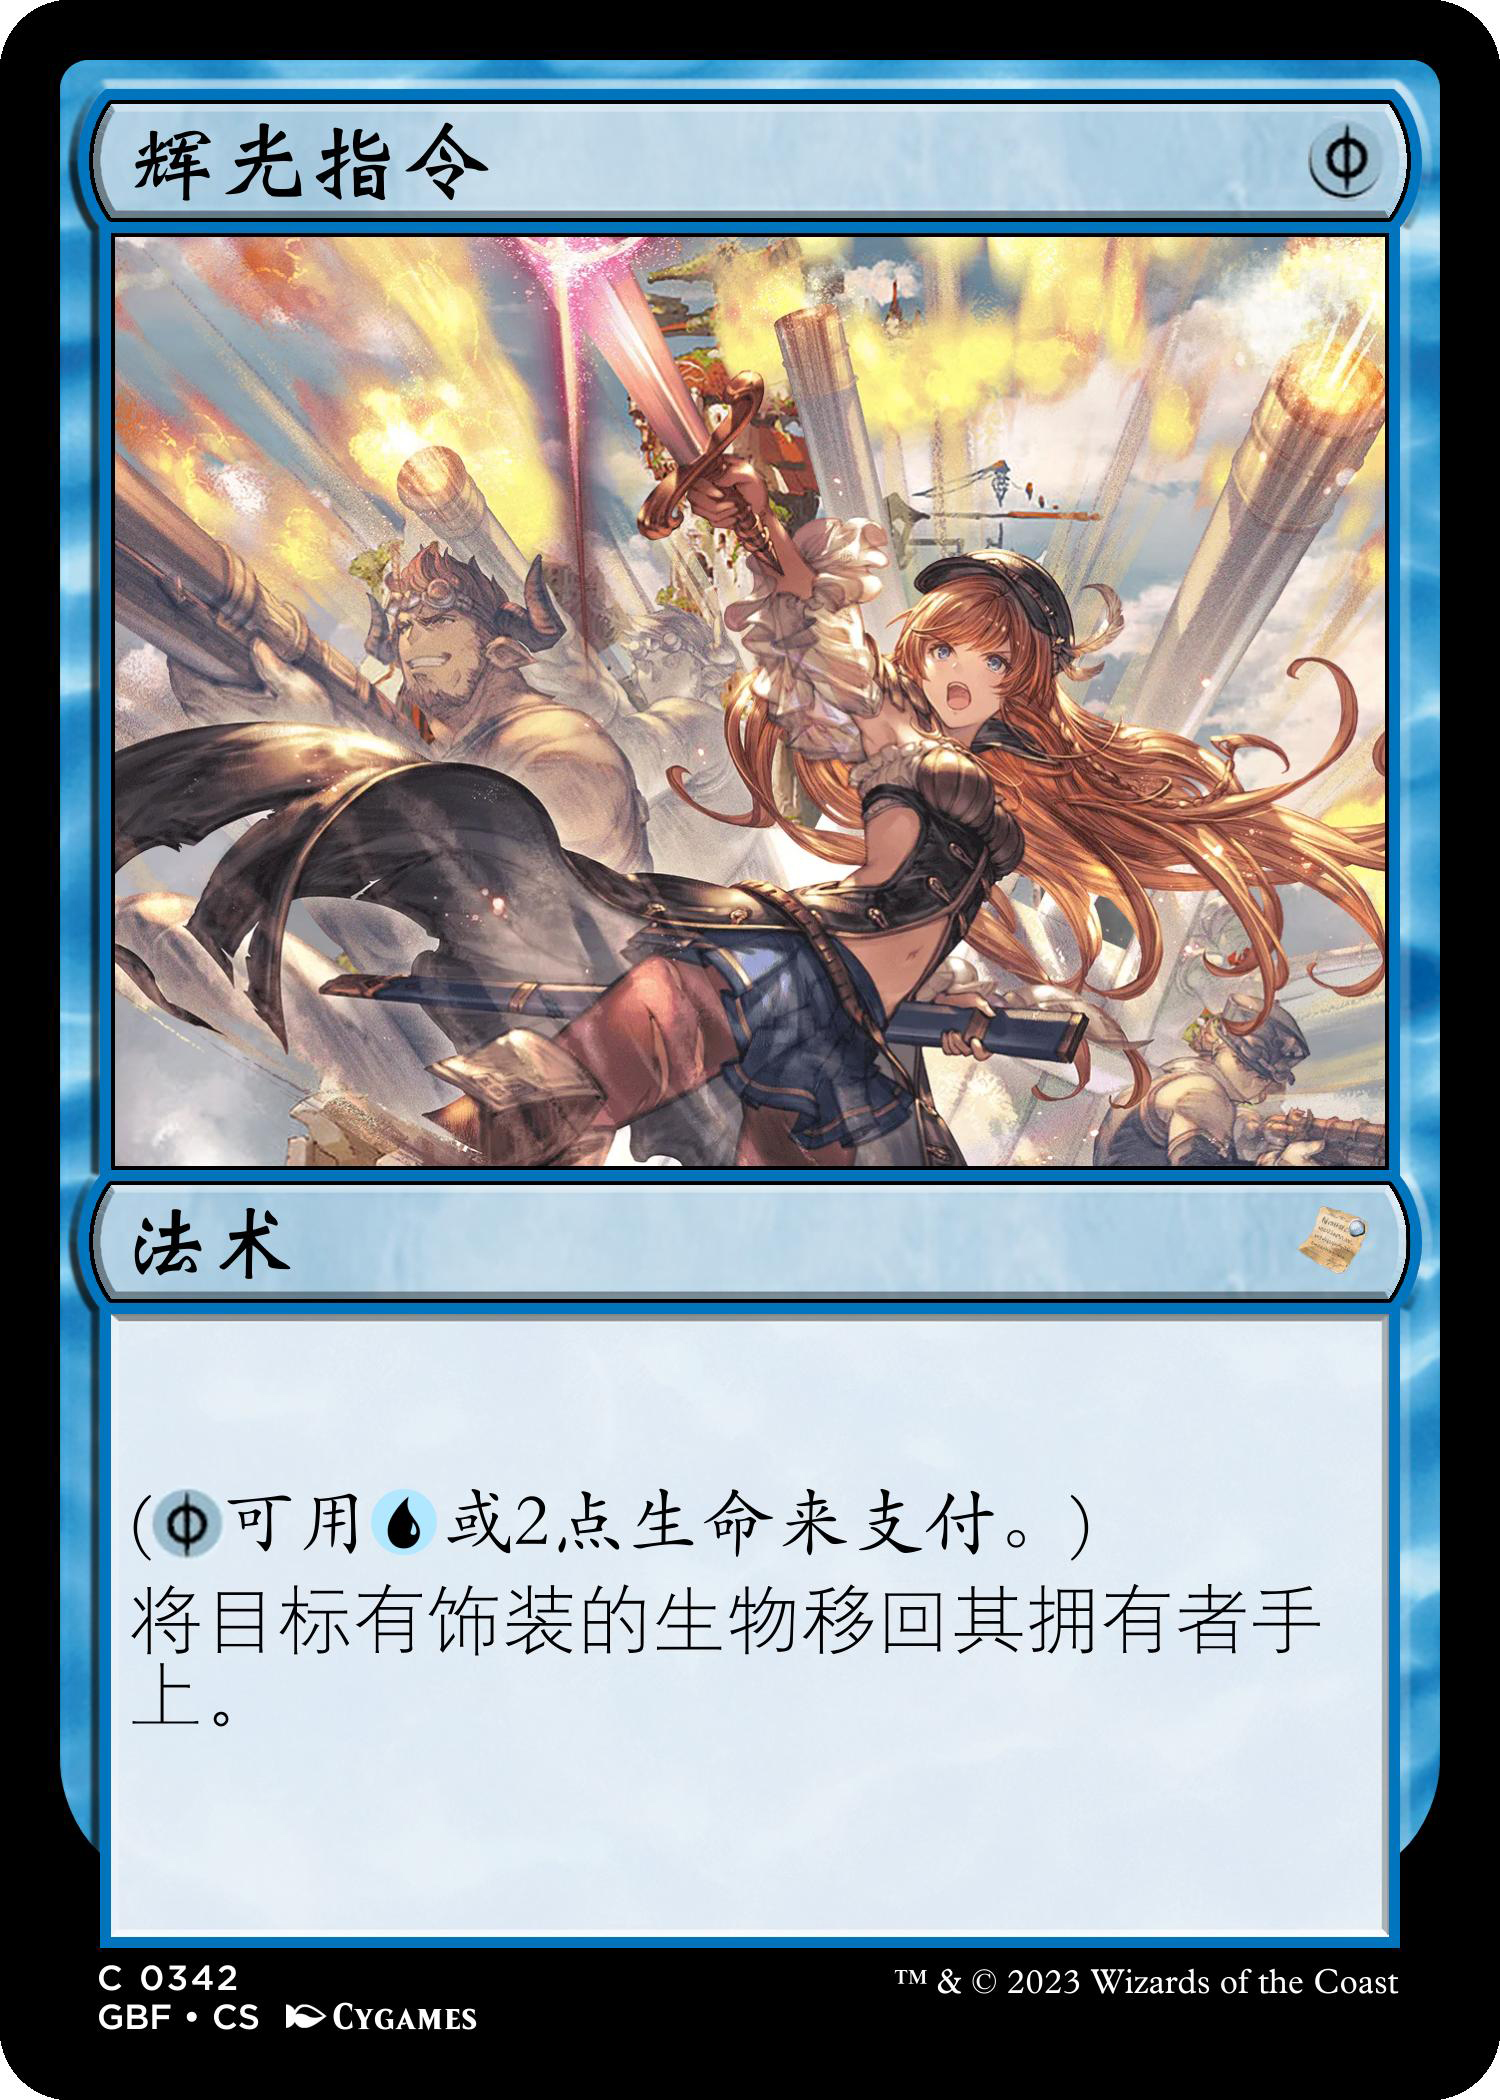 辉光指令
法术
(可用或2点生命来支付。)
将目标有饰装的生物移回其拥有者手
上。
C 0342
GBF • CS CYGAMES
™ & © 2023 Wizards of the Coast